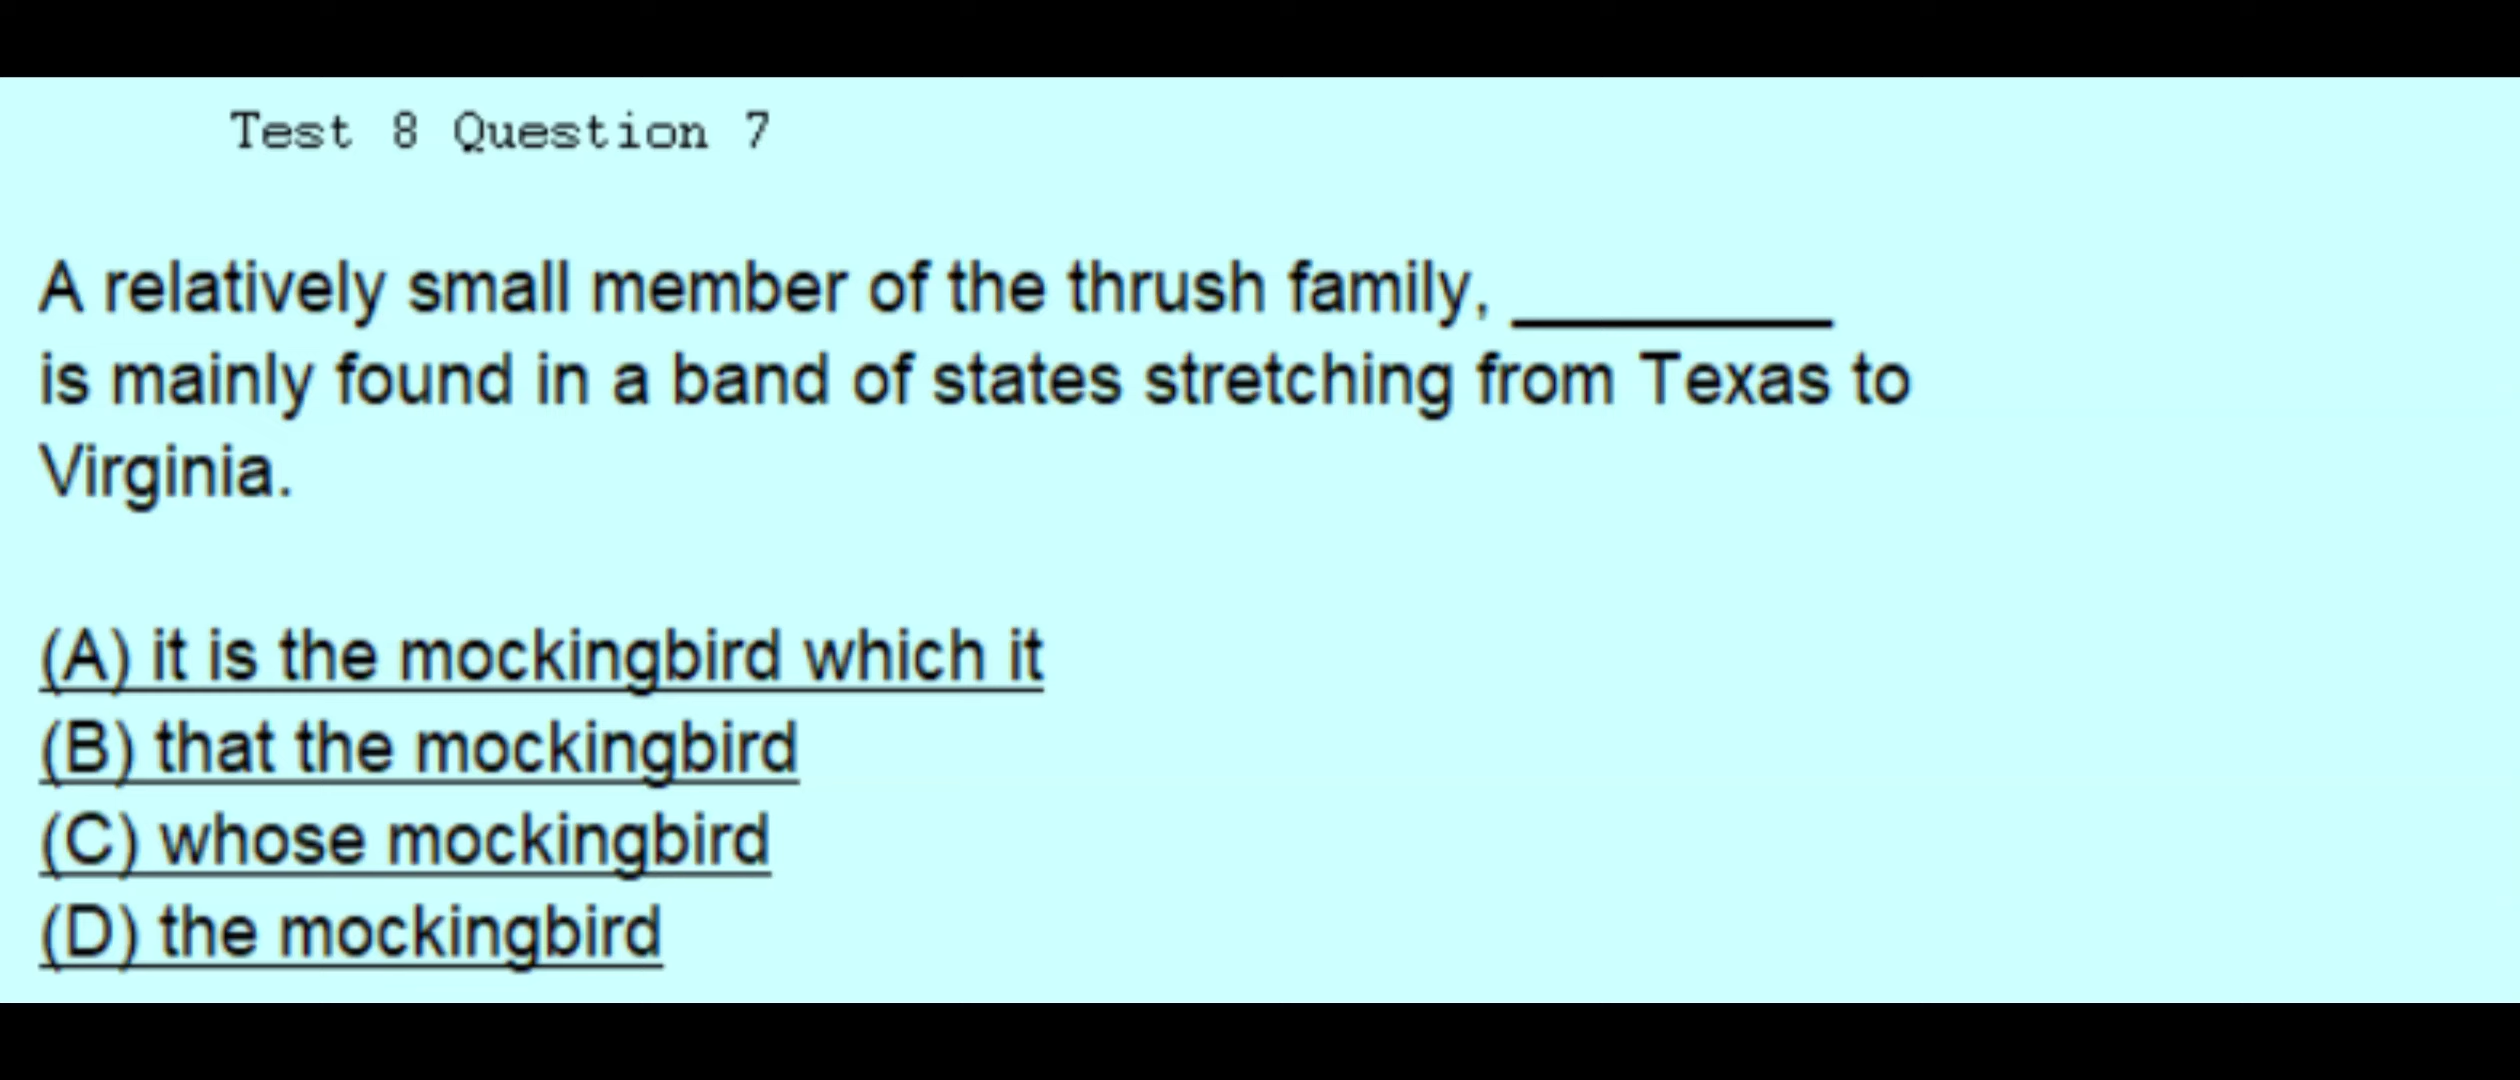 Test 8 Question 7
A relatively small member of the thrush family, __________
is mainly found in a band of states stretching from Texas to
Virginia.
(A) it is the mockingbird which it
(B) that the mockingbird
(C) whose mockingbird
(D) the mockingbird